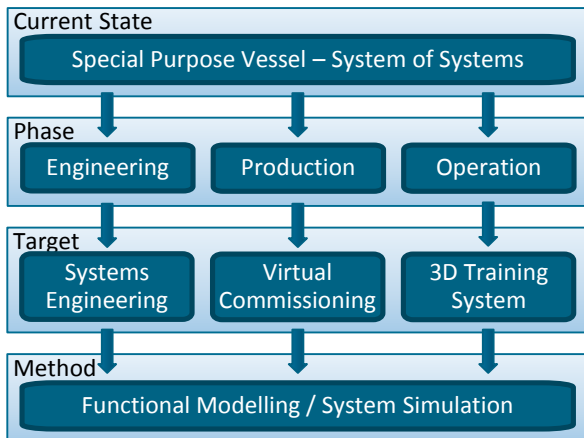 Current State
Special Purpose Vessel – System of Systems
Phase
Engineering
Production
Operation
Target
Systems
Engineering
Virtual
Commissioning
3D Training
System
Method
Functional Modelling / System Simulation